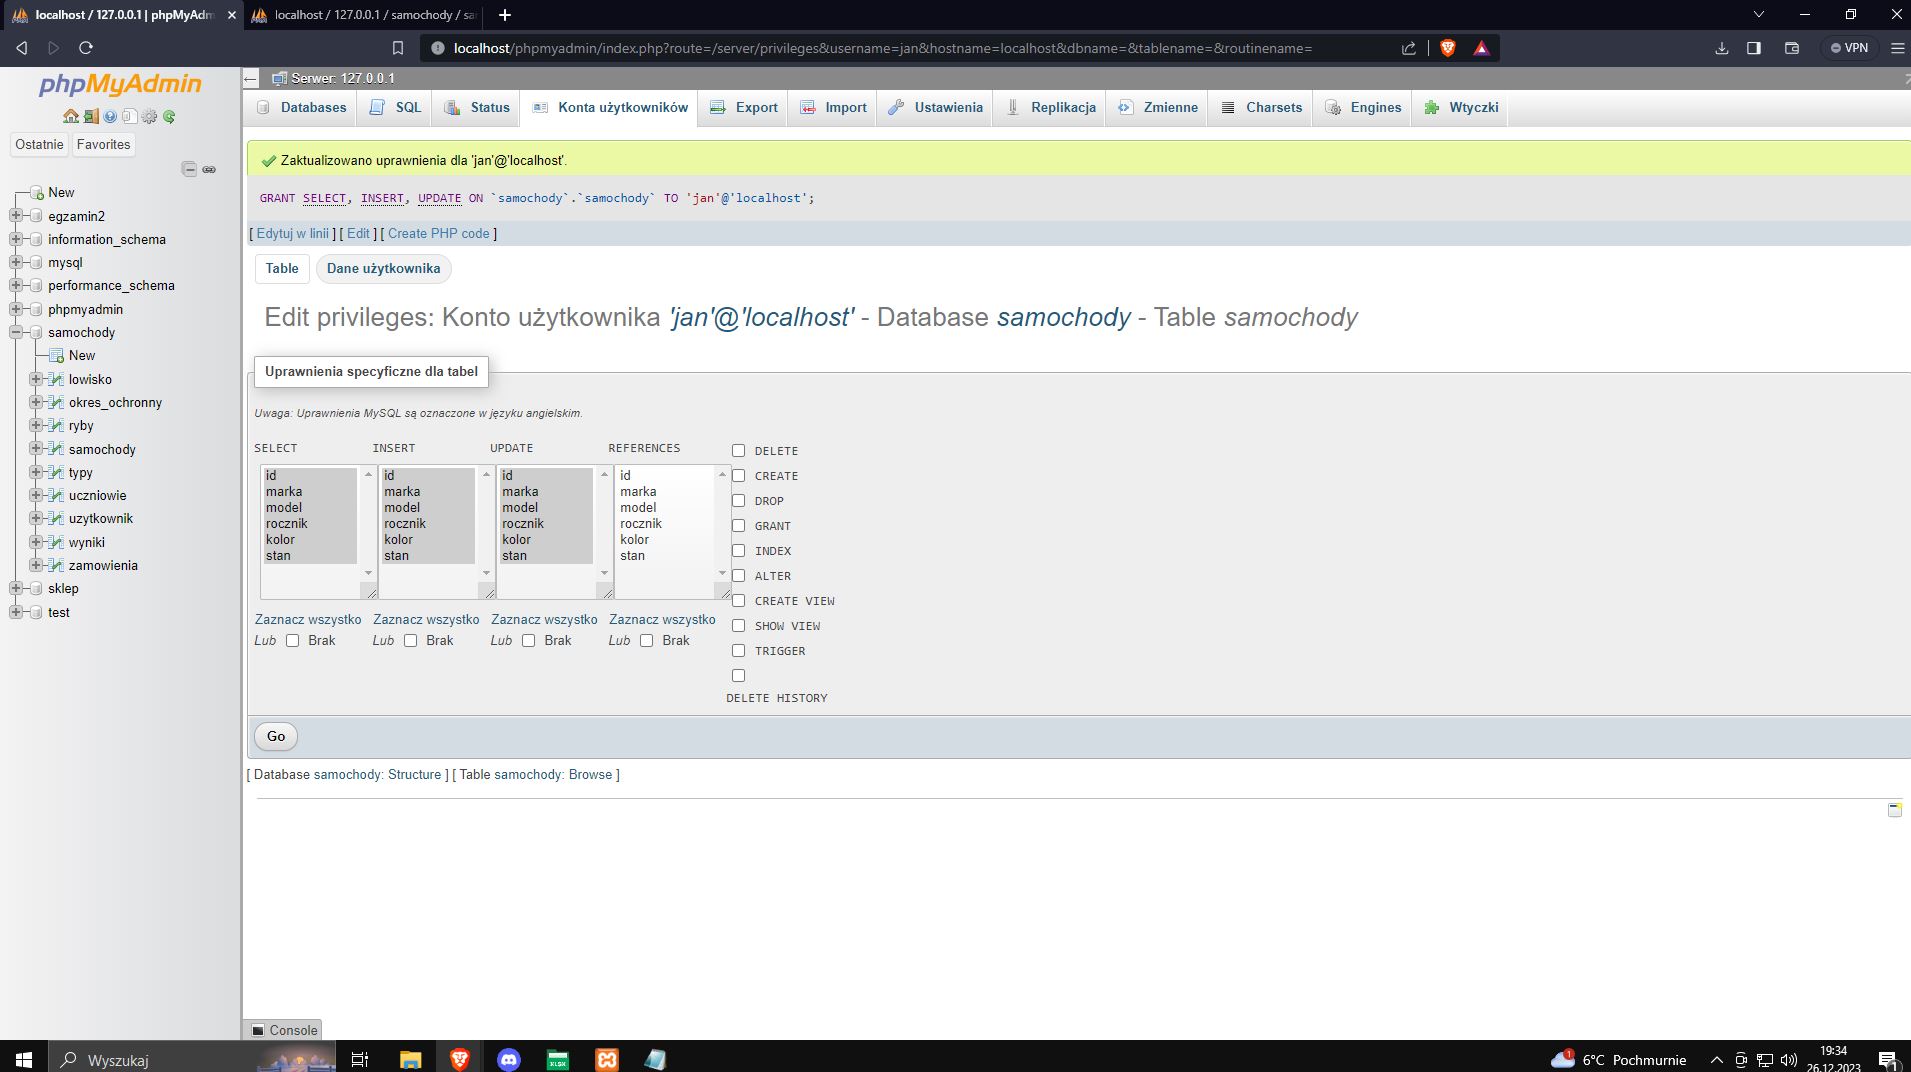 localhost / 127.0.0.1 | phpMyAdm
localhost / 127.0.0.1 / samochody / sa
localhost/phpmyadmin/index.php?route=/server/privileges&username=jan&hostname=localhost&dbname=&tablename=&routinename=
VPN
phpMyAdmin
Ostatnie Favorites
New
egzamin2
information_schema
mysql
performance_schema
phpmyadmin
samochody
New
lowisko
okres_ochronny
ryby
samochody
typy
uczniowie
uzytkownik
wyniki
zamowienia
sklep
test
Serwer: 127.0.0.1
Databases SQL Status Konta użytkowników Export Import Ustawienia Replikacja Zmienne Charsets Engines Wtyczki
Zaktualizowano uprawnienia dla 'jan'@'localhost'.
GRANT SELECT, INSERT, UPDATE ON `samochody`.`samochody` TO 'jan'@'localhost';
[ Edytuj w linii ] [ Edit ] [ Create PHP code ]
Table Dane użytkownika
Edit privileges: Konto użytkownika 'jan'@'localhost' - Database samochody - Table samochody
Uprawnienia specyficzne dla tabel
Uwaga: Uprawnienia MySQL są oznaczone w języku angielskim.
SELECT INSERT UPDATE REFERENCES
id id id id
marka marka marka marka
model model model model
rocznik rocznik rocznik rocznik
kolor kolor kolor kolor
stan stan stan stan
Zaznacz wszystko Zaznacz wszystko Zaznacz wszystko Zaznacz wszystko
Lub Brak Lub Brak Lub Brak Lub Brak
DELETE
CREATE
DROP
GRANT
INDEX
ALTER
CREATE VIEW
SHOW VIEW
TRIGGER
DELETE HISTORY
Go
[ Database samochody: Structure ] [ Table samochody: Browse ]
Console
Wyszukaj
XLSX
1
6°C Pochmurnie
19:34
26.12.2023
1